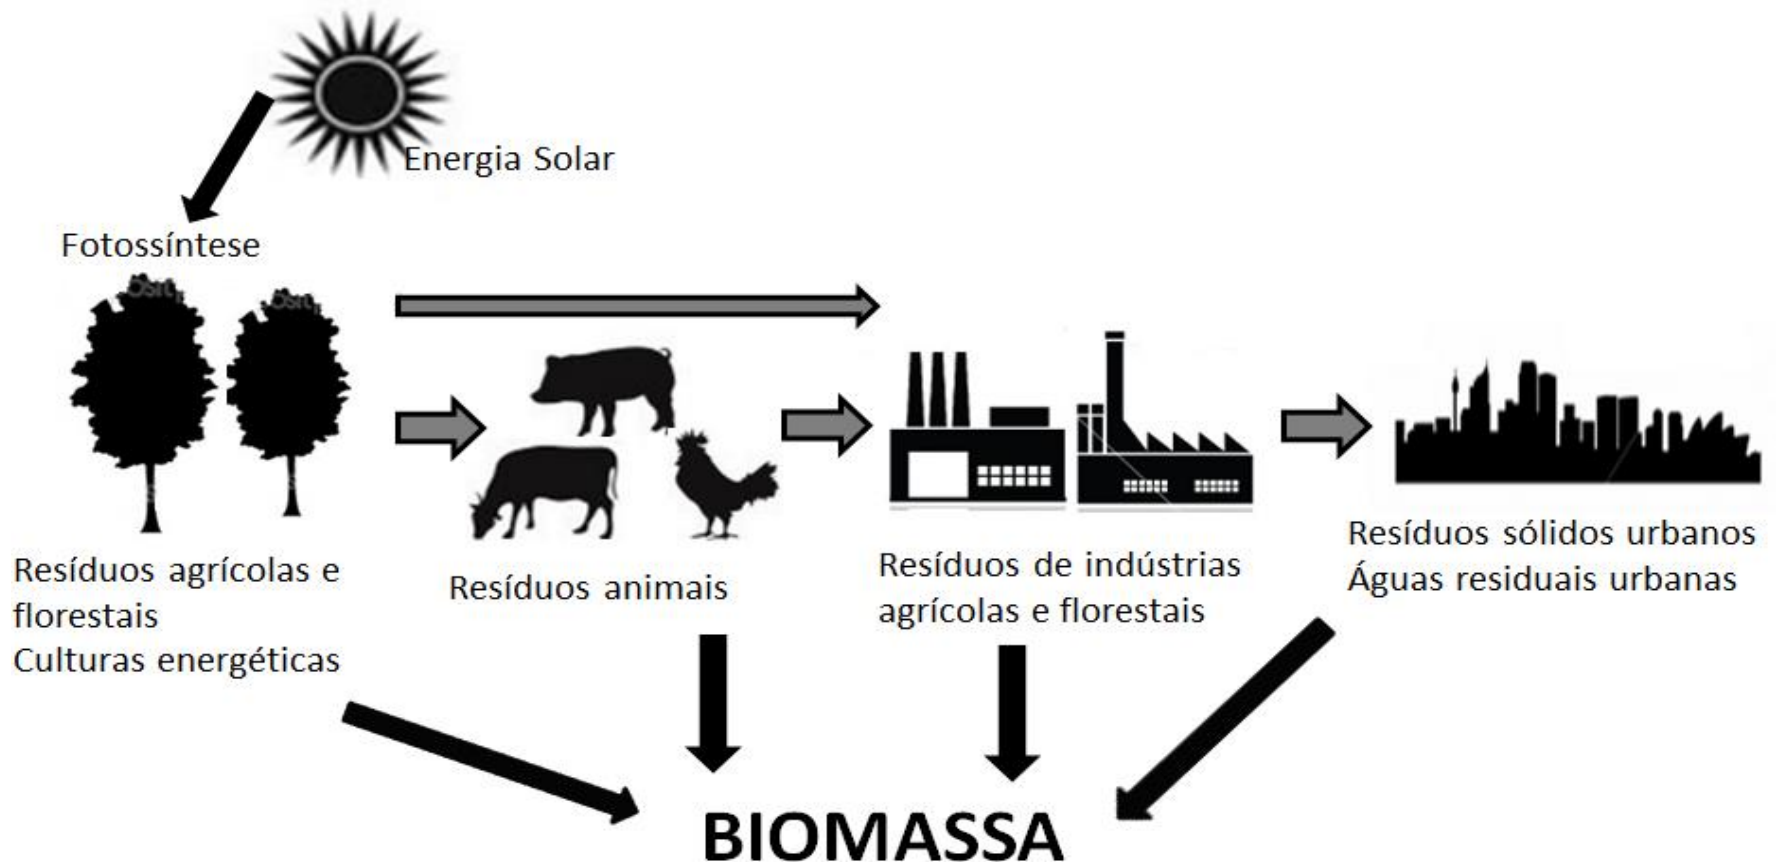 Energia Solar
Fotossíntese
Resíduos agrícolas e
florestais
Culturas energéticas
Resíduos animais
Resíduos de indústrias
agrícolas e florestais
Resíduos sólidos urbanos
Águas residuais urbanas
BIOMASSA